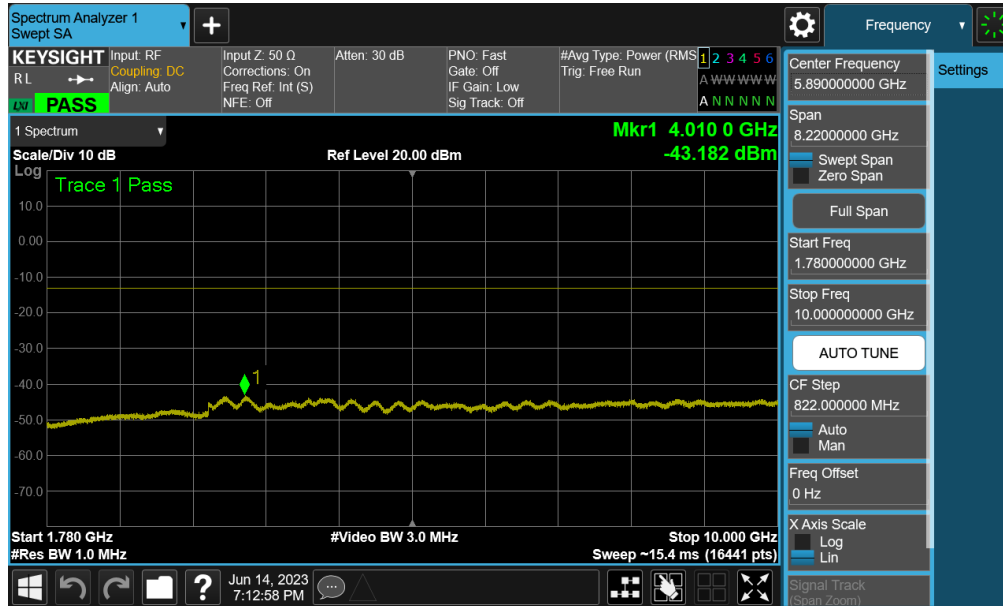 Spectrum Analyzer 1
Swept SA
+
Frequency
KEYSIGHT
Input: RF
Coupling: DC
Align: Auto
Input Z: 50 Ω
Corrections: On
Freq Ref: Int (S)
NFE: Off
Atten: 30 dB
PNO: Fast
Gate: Off
IF Gain: Low
Sig Track: Off
#Avg Type: Power (RMS
Trig: Free Run
1 2 3 4 5 6
A W W W W W
A N N N N N
R L
LXI PASS
1 Spectrum
Scale/Div 10 dB
Ref Level 20.00 dBm
Mkr1 4.010 0 GHz
-43.182 dBm
Log
Trace 1 Pass
10.0
0.00
-10.0
-20.0
-30.0
-40.0
-50.0
-60.0
-70.0
1
Start 1.780 GHz
#Res BW 1.0 MHz
#Video BW 3.0 MHz
Stop 10.000 GHz
Sweep ~15.4 ms (16441 pts)
Center Frequency
5.890000000 GHz
Span
8.22000000 GHz
Swept Span
Zero Span
Full Span
Start Freq
1.780000000 GHz
Stop Freq
10.000000000 GHz
AUTO TUNE
CF Step
822.000000 MHz
Auto
Man
Freq Offset
0 Hz
X Axis Scale
Log
Lin
Signal Track
(Span Zoom)
Settings
?
Jun 14, 2023
7:12:58 PM